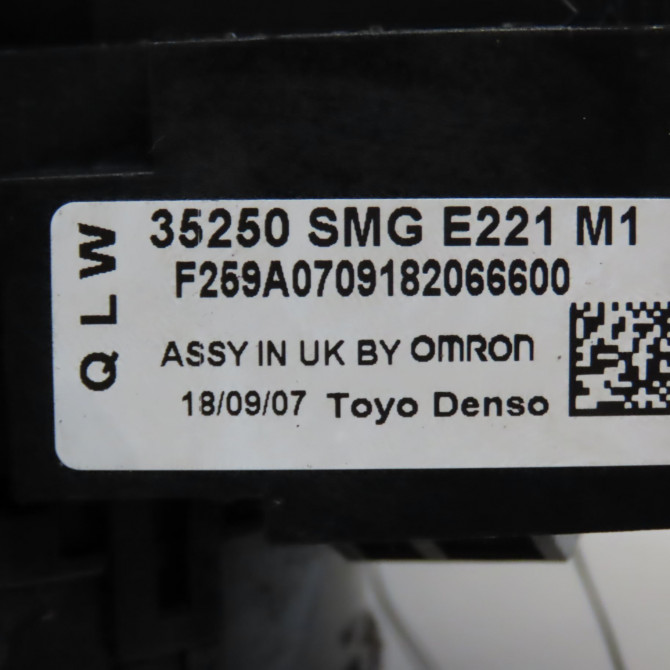 35250 SMG E221 M1
F259A0709182066600
ASSY IN UK BY OMRON
18/09/07 Toyo Denso
QLW